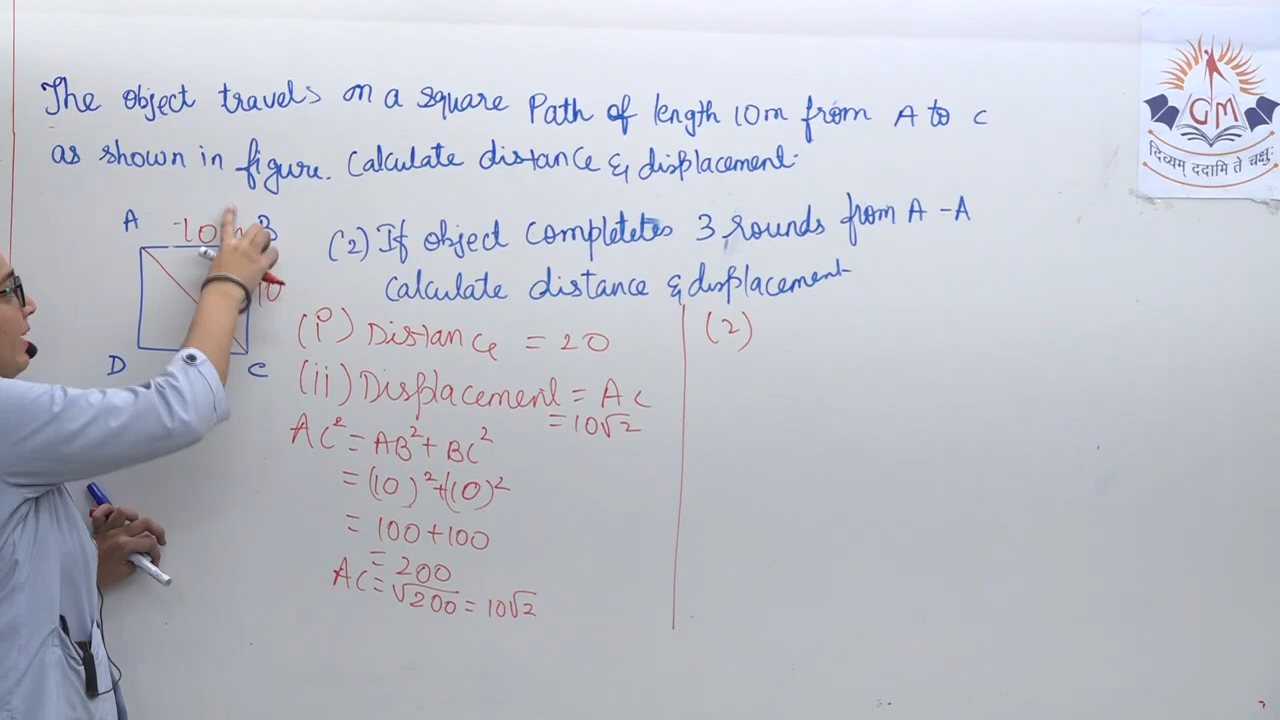 The object travels on a square Path of length 10m from A to C
as shown in figure. Calculate distance & displacement.
(2) If object completetes 3 rounds from A - A
calculate distance & displacement
A 10m B
10
D C
(i) Distance = 20
(ii) Displacement = AC
= 10√2
AC² = AB² + BC²
= (10)² + (10)²
= 100 + 100
= 200
AC = √200 = 10√2
(2)
GM
दिव्यम् ददामि ते चक्षुः